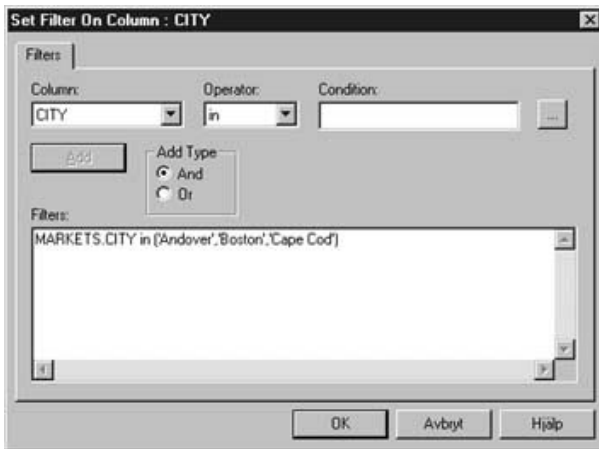 Set Filter On Column : CITY
Filters
Column: Operator: Condition:
CITY in ...
Add
Add Type
And
Or
Filters:
MARKETS.CITY in ('Andover','Boston','Cape Cod')
OK Avbryt Hjälp